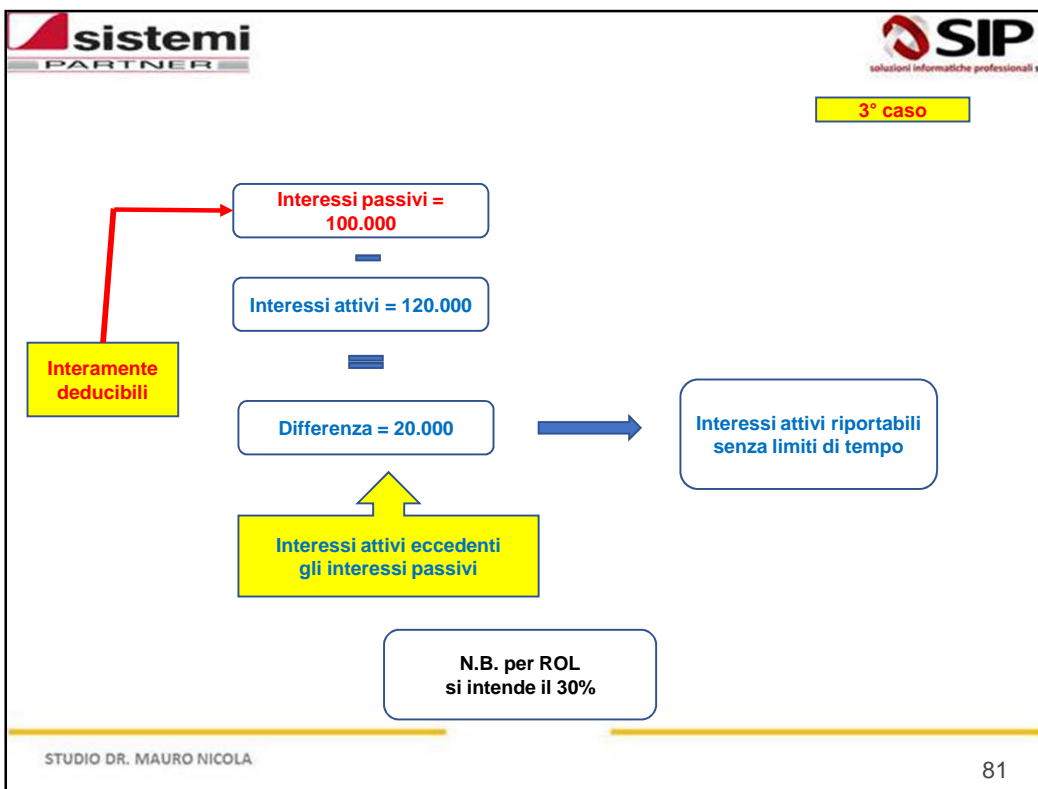 sistemi
PARTNER
SIP
soluzioni informatiche professionali s
3° caso
Interessi passivi =
100.000
Interessi attivi = 120.000
Interamente
deducibili
Differenza = 20.000
Interessi attivi riportabili
senza limiti di tempo
Interessi attivi eccedenti
gli interessi passivi
N.B. per ROL
si intende il 30%
STUDIO DR. MAURO NICOLA
81